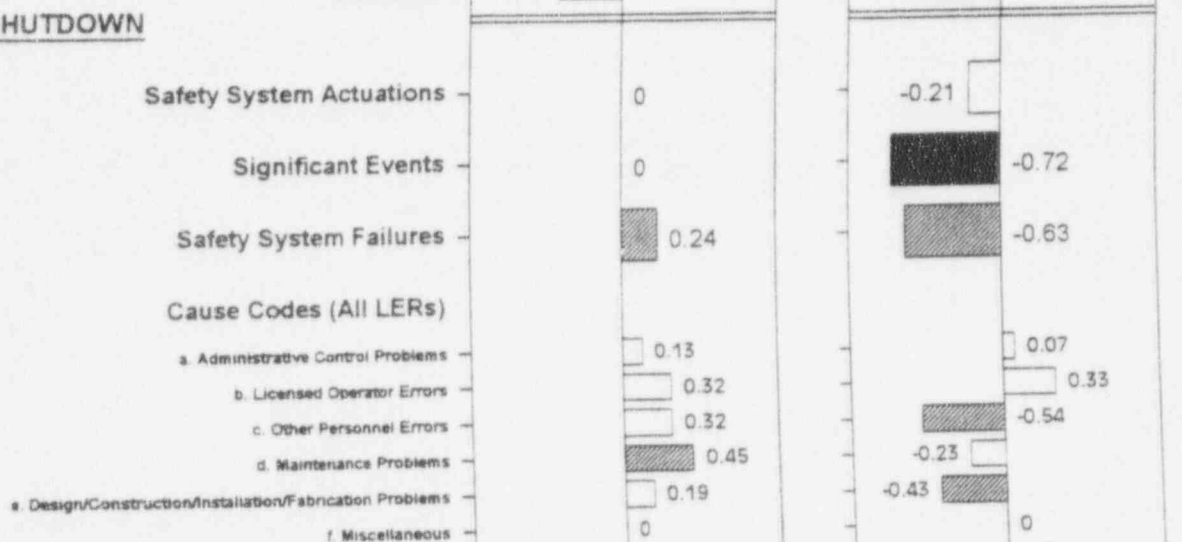 HUTDOWN
Safety System Actuations 0 -0.21
Significant Events 0 -0.72
Safety System Failures 0.24 -0.63
Cause Codes (All LERs)
a. Administrative Control Problems 0.13 0.07
b. Licensed Operator Errors 0.32 0.33
c. Other Personnel Errors 0.32 -0.54
d. Maintenance Problems 0.45 -0.23
e. Design/Construction/Installation/Fabrication Problems 0.19 -0.43
f. Miscellaneous 0 0